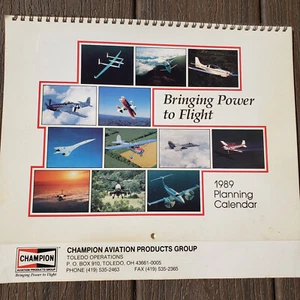 Bringing Power
to Flight
1989
Planning
Calendar
CHAMPION
AVIATION PRODUCTS GROUP
Bringing Power to Flight
CHAMPION AVIATION PRODUCTS GROUP
TOLEDO OPERATIONS
P. O. BOX 910, TOLEDO, OH 43661-0005
PHONE (419) 535-2463 FAX (419) 535-2365